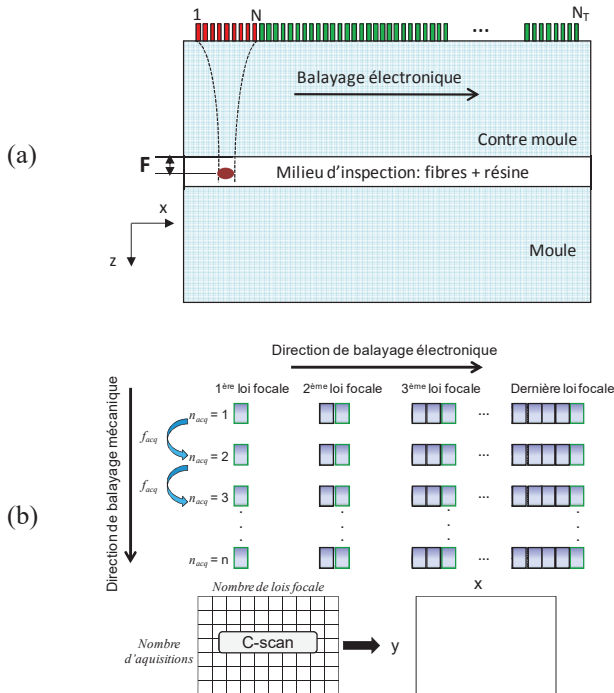 1
N
N_T
...
Balayage électronique
Contre moule
(a)
F
Milieu d'inspection: fibres + résine
x
z
Moule
Direction de balayage électronique
Direction de balayage mécanique
1ère loi focale 2ème loi focale 3ème loi focale Dernière loi focale
n_acq = 1 ...
f_acq
n_acq = 2 ...
(b)
f_acq
n_acq = 3 ...
n_acq = n ...
Nombre de lois focale
x
Nombre d'aquisitions
C-scan
y